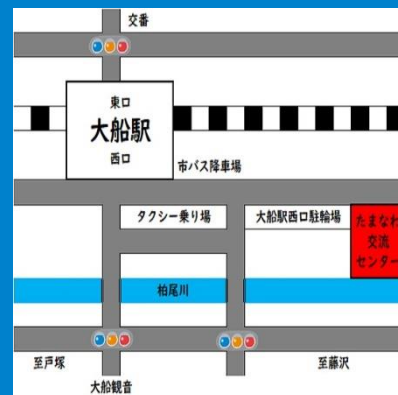 交番
東口
大船駅
西口
市バス降車場
タクシー乗り場
大船駅西口駐輪場
たまなわ
交流
センター
柏尾川
至戸塚
至藤沢
大船観音